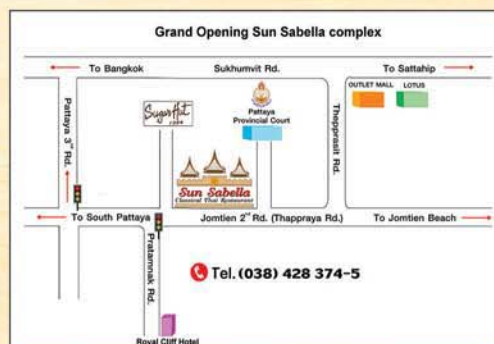 Grand Opening Sun Sabella complex
To Bangkok
Sukhumvit Rd.
To Sattahip
OUTLET MALL
LOTUS
Sugar Hut
Pattaya
Provincial Court
Pattaya 3rd Rd.
Thepprasit Rd.
Sun Sabella
Classical Thai Restaurant
To South Pattaya
Jomtien 2nd Rd. (Thappraya Rd.)
To Jomtien Beach
Pratamnak Rd.
Tel. (038) 428 374-5
Royal Cliff Hotel